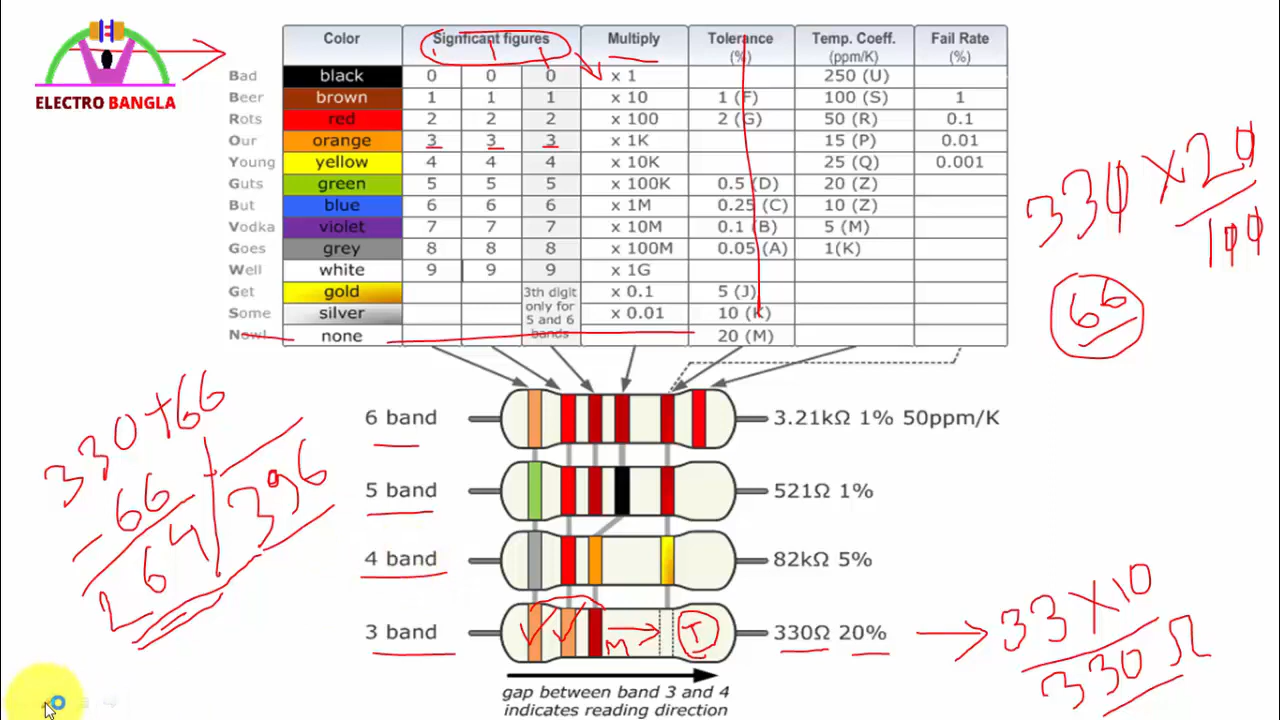 ELECTRO BANGLA
Color Signficant figures Multiply Tolerance (%) Temp. Coeff. (ppm/K) Fail Rate (%)
Bad black 0 0 0 x 1 250 (U)
Beer brown 1 1 1 x 10 1 (F) 100 (S) 1
Rots red 2 2 2 x 100 2 (G) 50 (R) 0.1
Our orange 3 3 3 x 1K 15 (P) 0.01
Young yellow 4 4 4 x 10K 25 (Q) 0.001
Guts green 5 5 5 x 100K 0.5 (D) 20 (Z)
But blue 6 6 6 x 1M 0.25 (C) 10 (Z)
Vodka violet 7 7 7 x 10M 0.1 (B) 5 (M)
Goes grey 8 8 8 x 100M 0.05 (A) 1(K)
Well white 9 9 9 x 1G
Get gold x 0.1 5 (J)
Some silver x 0.01 10 (K)
Now! none 20 (M)
3th digit
only for
5 and 6
bands
330 x 20
100
66
6 band 3.21kΩ 1% 50ppm/K
5 band 521Ω 1%
4 band 82kΩ 5%
3 band 330Ω 20%
M T
330+66
-66
264 396
33 x 10
330 Ω
gap between band 3 and 4
indicates reading direction